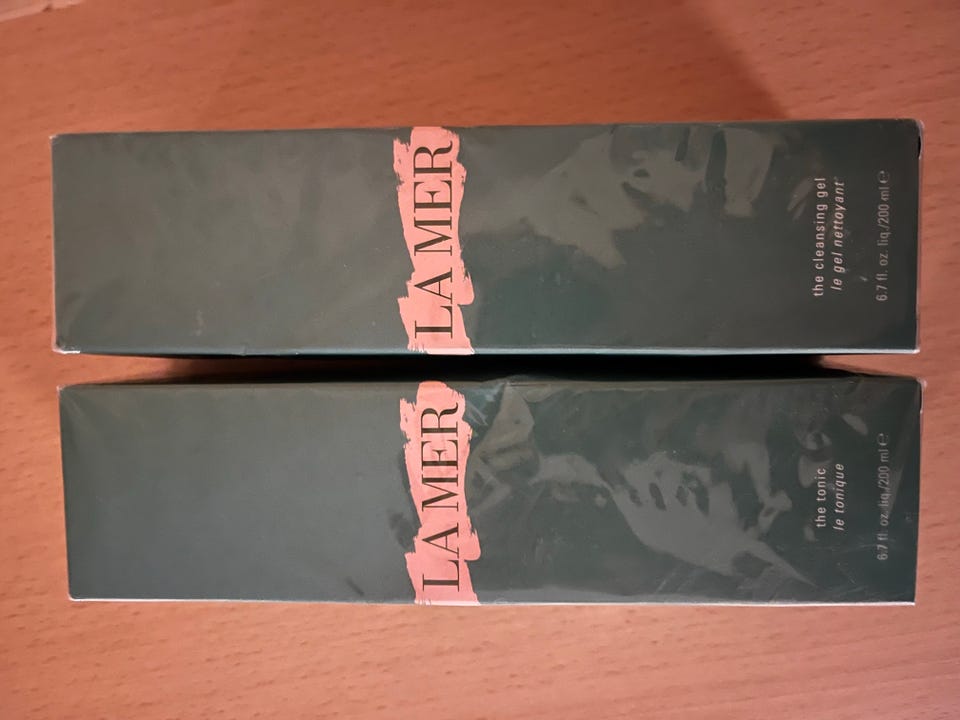 LA MER
the cleansing gel
le gel nettoyant
6.7 fl. oz. liq./200 ml ℮
LA MER
the tonic
le tonique
6.7 fl. oz. liq./200 ml ℮